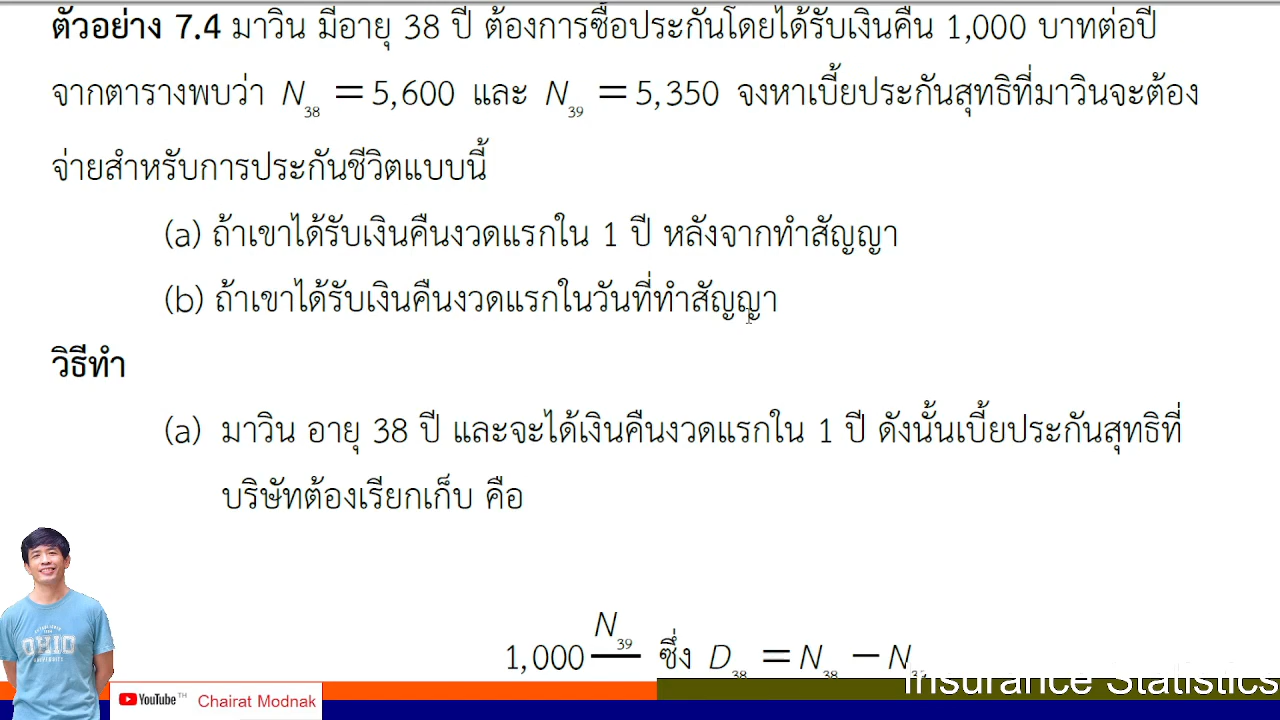 ตัวอย่าง 7.4 มาวิน มีอายุ 38 ปี ต้องการซื้อประกันโดยได้รับเงินคืน 1,000 บาทต่อปี
จากตารางพบว่า N₃₈ = 5,600 และ N₃₉ = 5,350 จงหาเบี้ยประกันสุทธิที่มาวินจะต้อง
จ่ายสำหรับการประกันชีวิตแบบนี้
(a) ถ้าเขาได้รับเงินคืนงวดแรกใน 1 ปี หลังจากทำสัญญา
(b) ถ้าเขาได้รับเงินคืนงวดแรกในวันที่ทำสัญญา
วิธีทำ
(a) มาวิน อายุ 38 ปี และจะได้เงินคืนงวดแรกใน 1 ปี ดังนั้นเบี้ยประกันสุทธิที่
บริษัทต้องเรียกเก็บ คือ
N₃₉
1,000 — ซึ่ง D₃₈ = N₃₈ − N
Insurance Statistics
OHIO
UNIVERSITY
YouTube TH Chairat Modnak